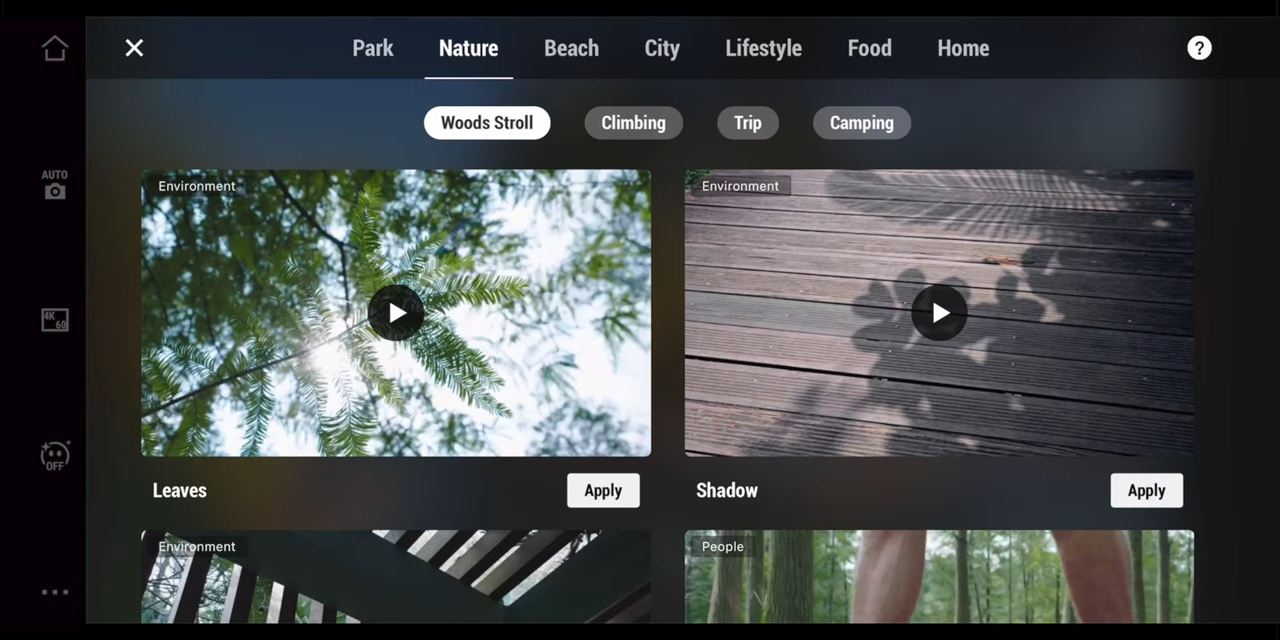 Park Nature Beach City Lifestyle Food Home ?
Woods Stroll Climbing Trip Camping
AUTO
4K
60
OFF
Environment Environment
Leaves Apply Shadow Apply
Environment People